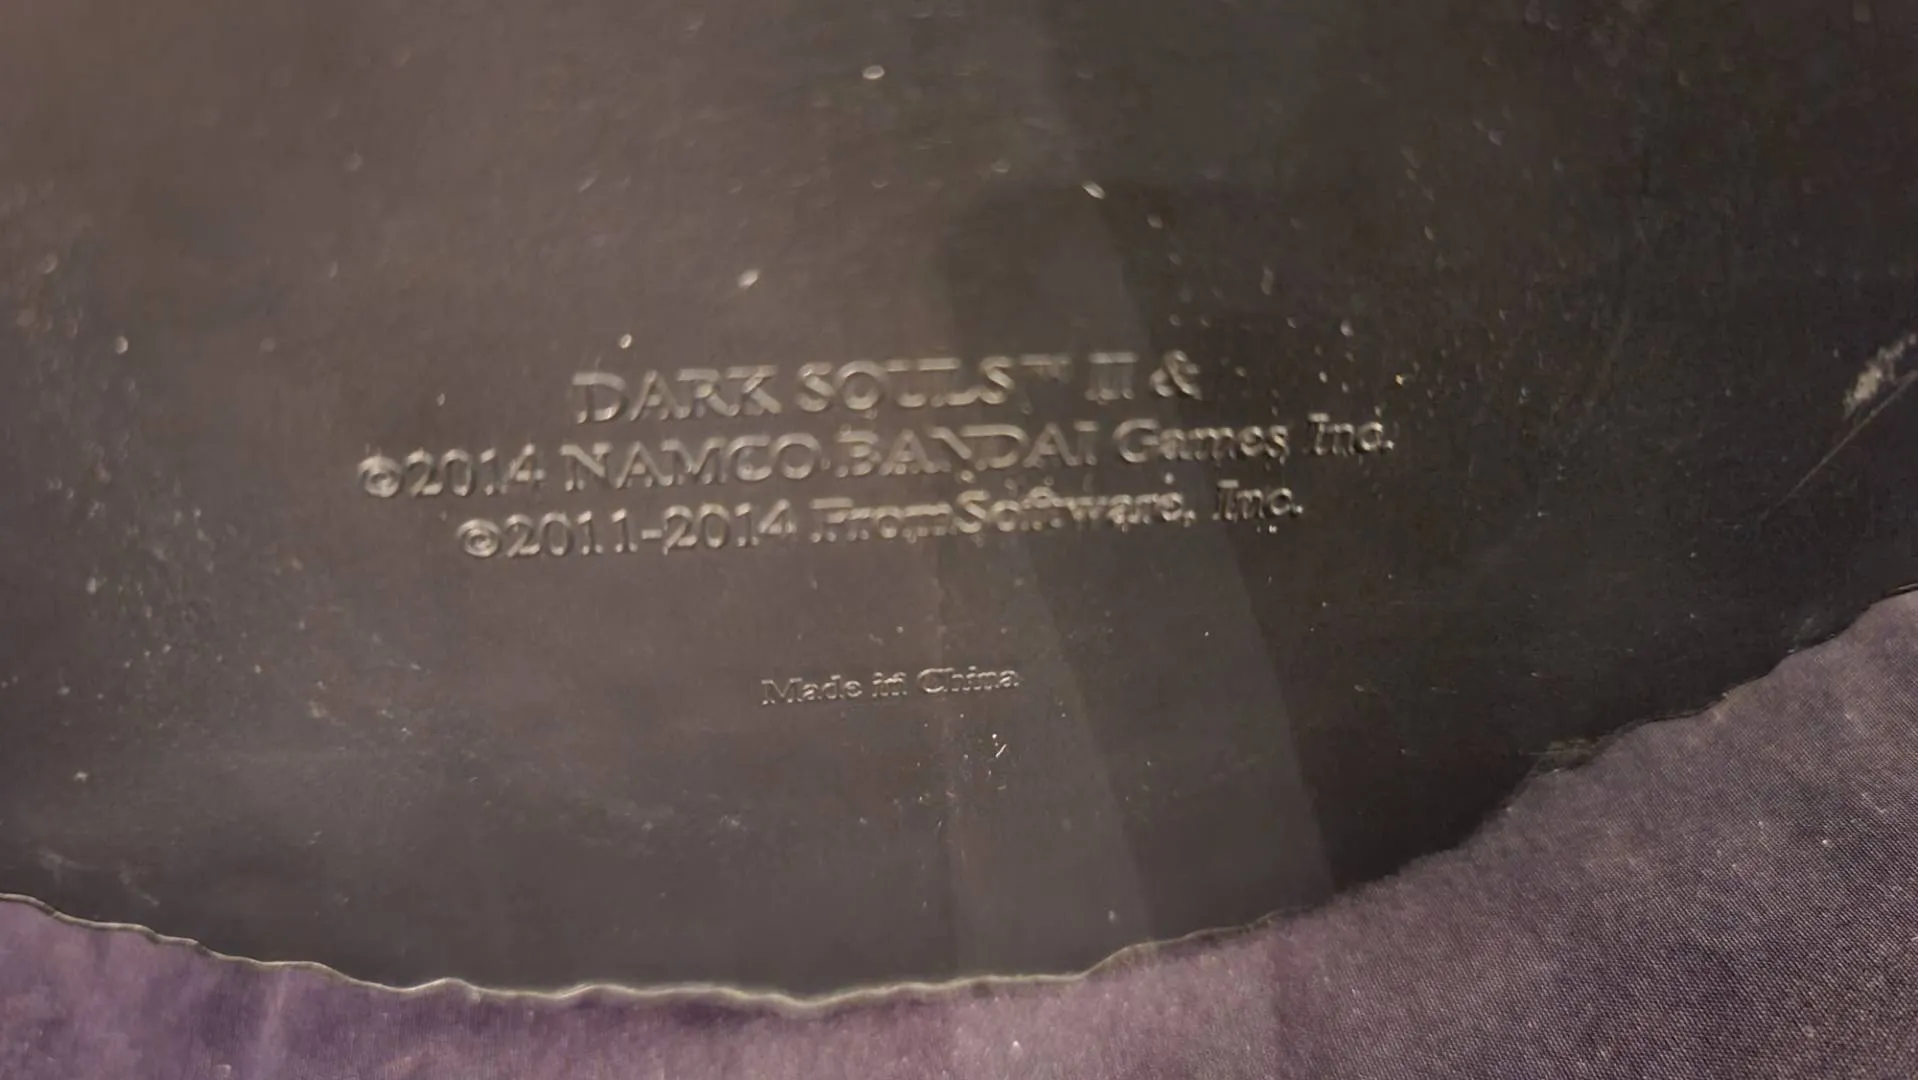 DARK SOULS™ II &
©2014 NAMCO BANDAI Games Inc.
©2011-2014 FromSoftware, Inc.
Made in China